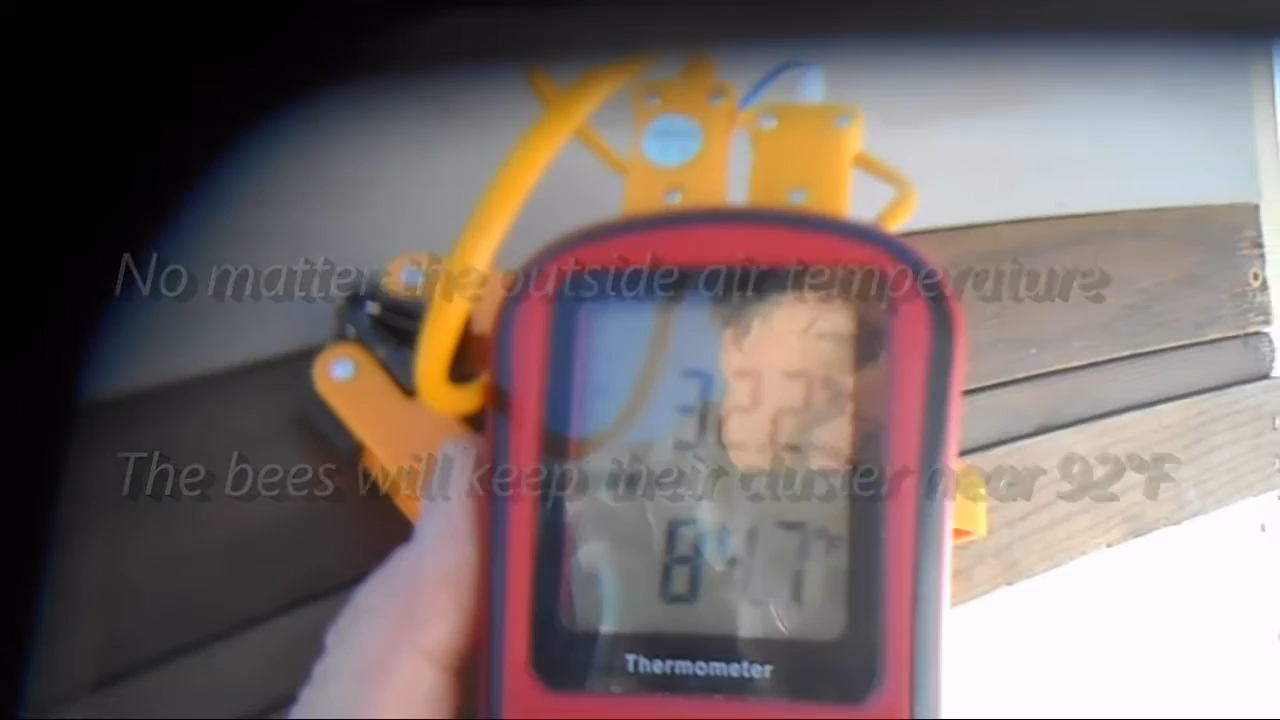 No matter the outside air temperature
The bees will keep their cluster near 92°F
Thermometer